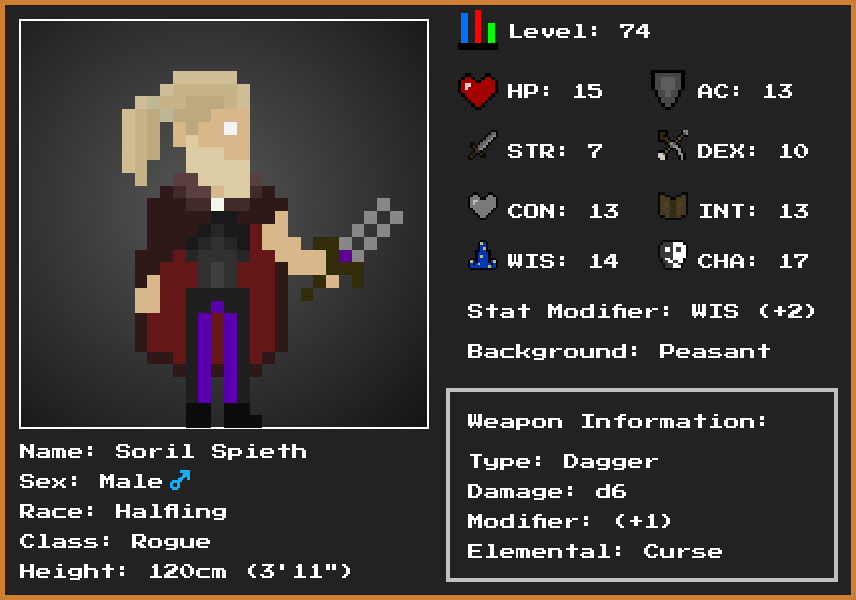 Level: 74
HP: 15
AC: 13
STR: 7
DEX: 10
CON: 13
INT: 13
WIS: 14
CHA: 17
Stat Modifier: WIS (+2)
Background: Peasant
Weapon Information:
Type: Dagger
Damage: d6
Modifier: (+1)
Elemental: Curse
Name: Soril Spieth
Sex: Male♂
Race: Halfling
Class: Rogue
Height: 120cm (3'11")